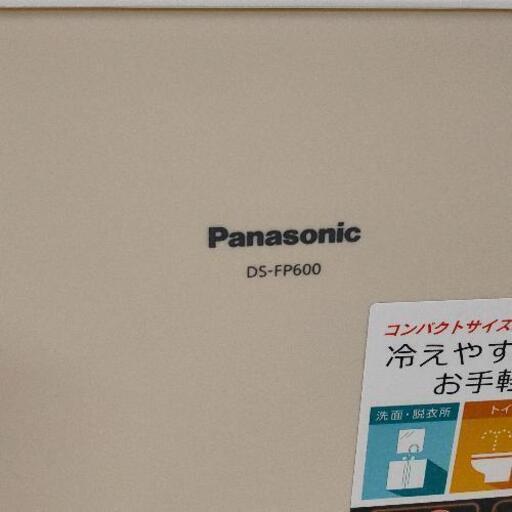 Panasonic
DS-FP600
コンパクトサイズ
冷えやす
お手軽
洗面・脱衣所
トイ